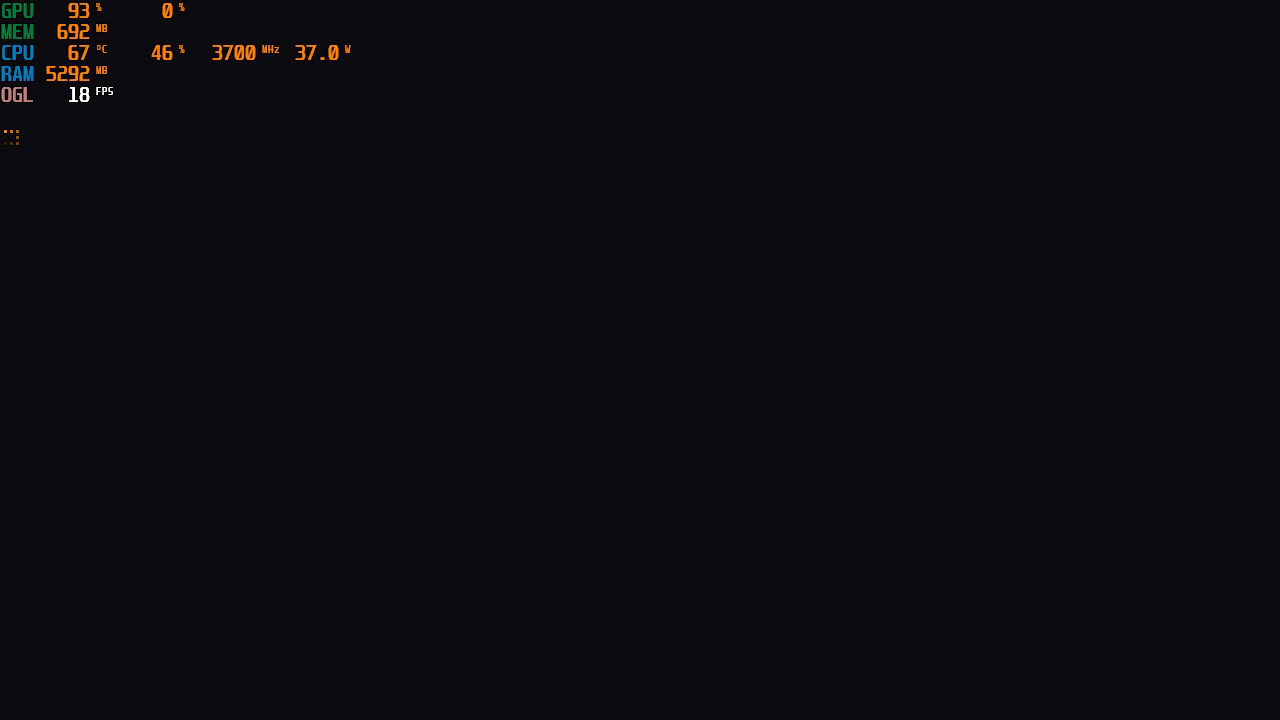 GPU 93 % 0 %
MEM 692 MB
CPU 67 °C 46 % 3700 MHz 37.0 W
RAM 5292 MB
OGL 18 FPS